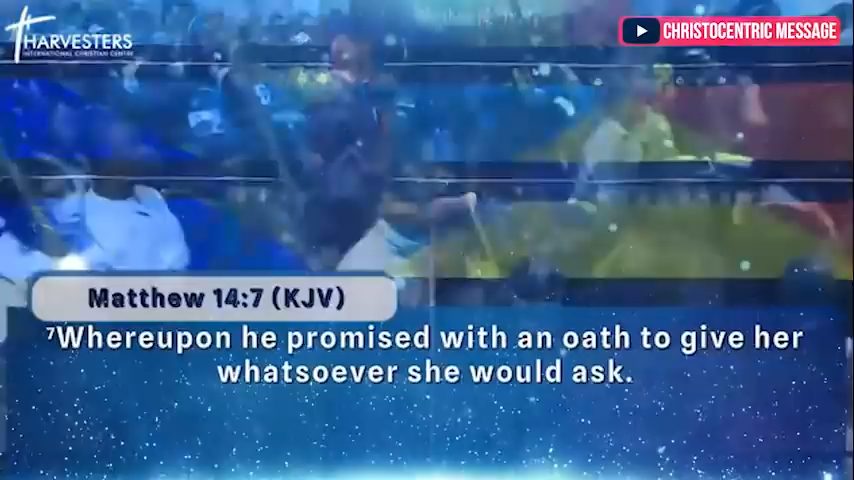 HARVESTERS
INTERNATIONAL CHRISTIAN CENTRE
CHRISTOCENTRIC MESSAGE
Matthew 14:7 (KJV)
⁷Whereupon he promised with an oath to give her
whatsoever she would ask.